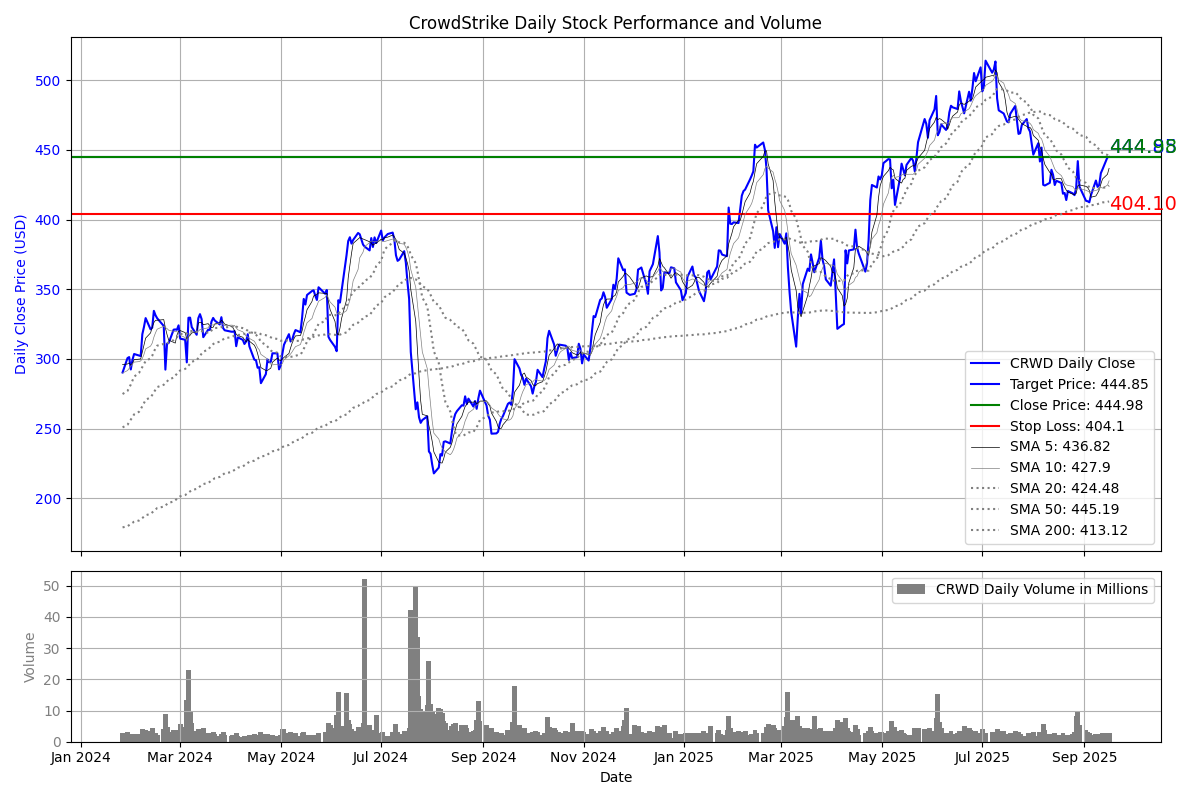 CrowdStrike Daily Stock Performance and Volume
Daily Close Price (USD)
500
450
400
350
300
250
200
444.98
404.10
CRWD Daily Close
Target Price: 444.85
Close Price: 444.98
Stop Loss: 404.1
SMA 5: 436.82
SMA 10: 427.9
SMA 20: 424.48
SMA 50: 445.19
SMA 200: 413.12
Volume
50
40
30
20
10
0
CRWD Daily Volume in Millions
Jan 2024 Mar 2024 May 2024 Jul 2024 Sep 2024 Nov 2024 Jan 2025 Mar 2025 May 2025 Jul 2025 Sep 2025
Date